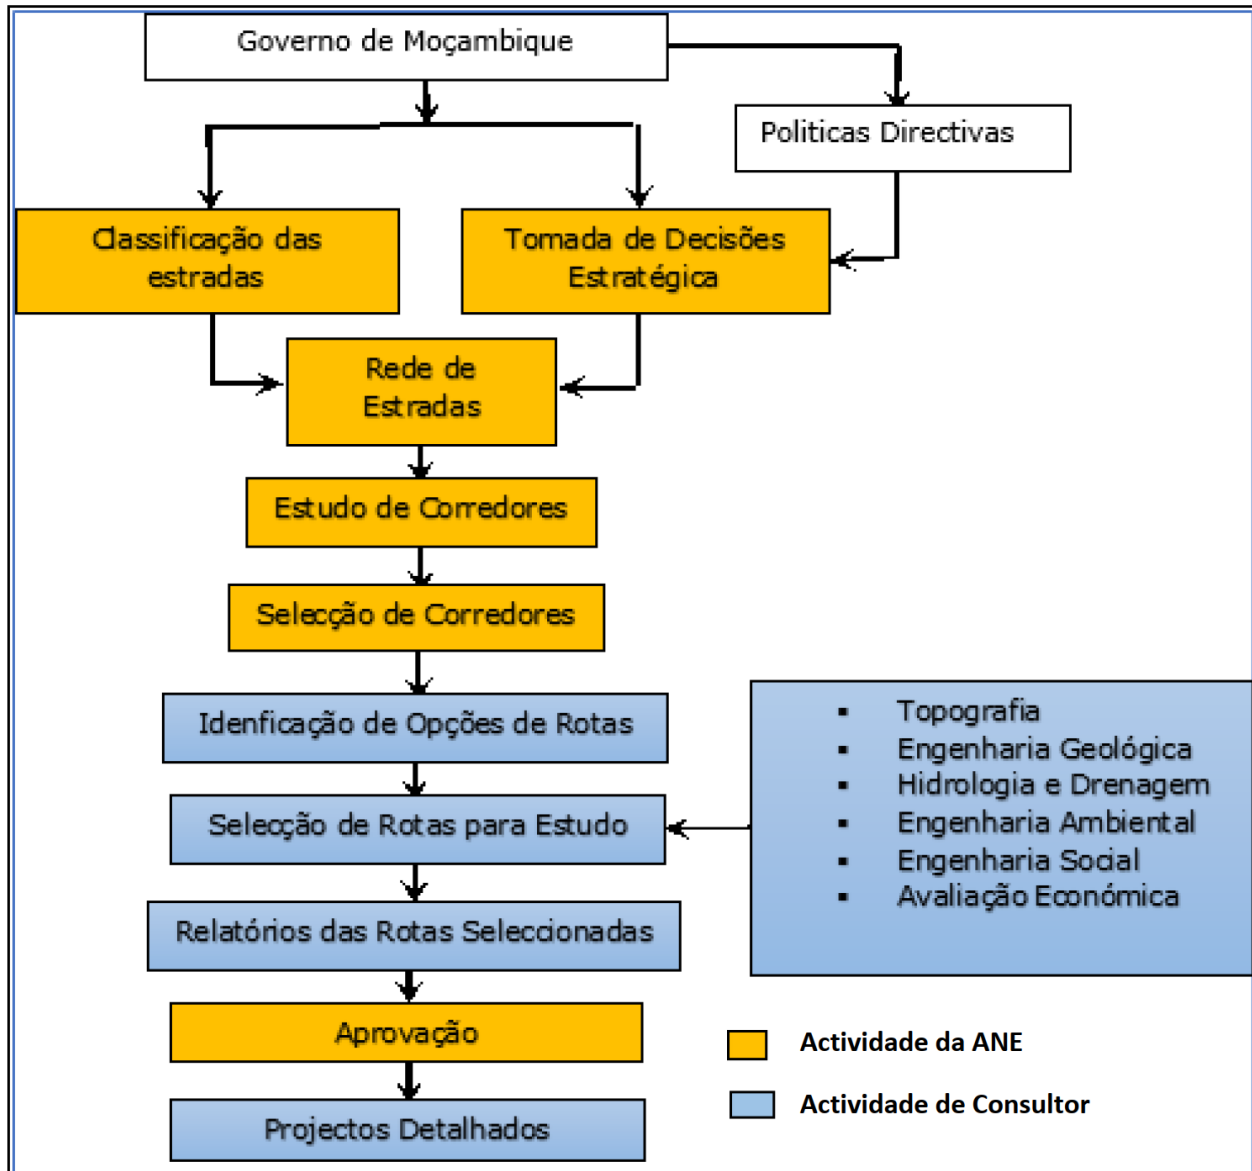 Governo de Moçambique
Politicas Directivas
Classificação das
estradas
Tomada de Decisões
Estratégica
Rede de
Estradas
Estudo de Corredores
Selecção de Corredores
Idenficação de Opções de Rotas
▪ Topografia
▪ Engenharia Geológica
▪ Hidrologia e Drenagem
▪ Engenharia Ambiental
▪ Engenharia Social
▪ Avaliação Económica
Selecção de Rotas para Estudo
Relatórios das Rotas Seleccionadas
Aprovação
Projectos Detalhados
Actividade da ANE
Actividade de Consultor